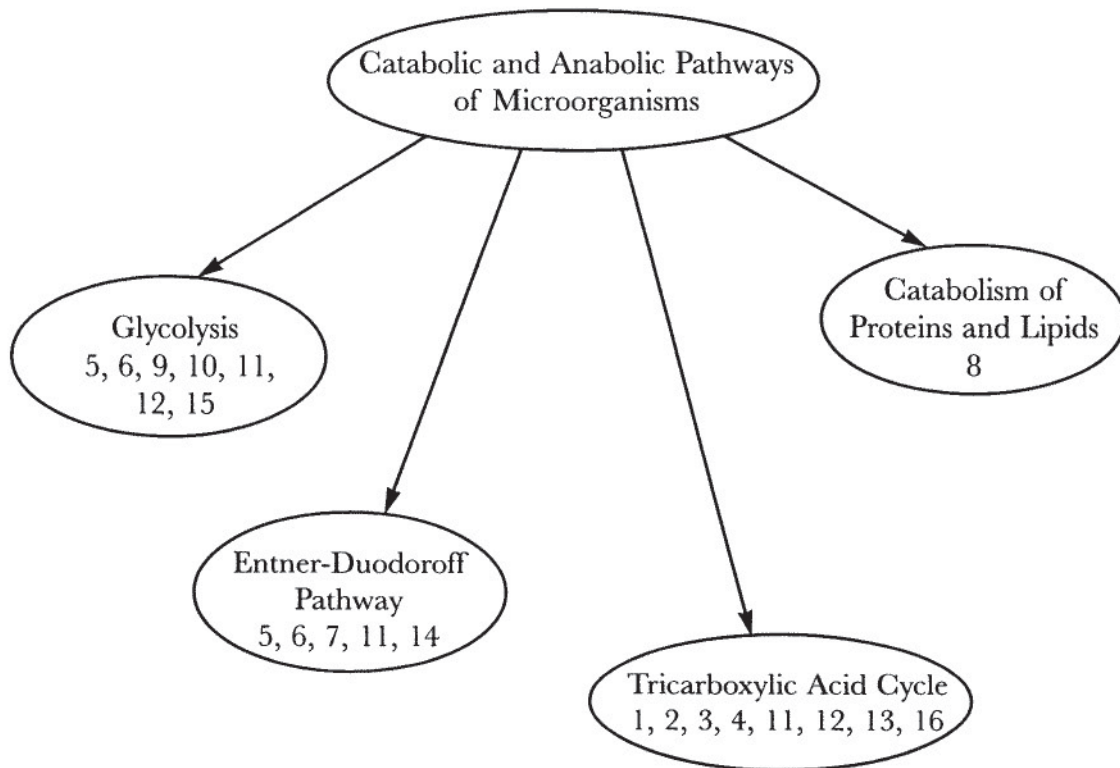 Catabolic and Anabolic Pathways
of Microorganisms
Glycolysis
5, 6, 9, 10, 11,
12, 15
Catabolism of
Proteins and Lipids
8
Entner-Duodoroff
Pathway
5, 6, 7, 11, 14
Tricarboxylic Acid Cycle
1, 2, 3, 4, 11, 12, 13, 16